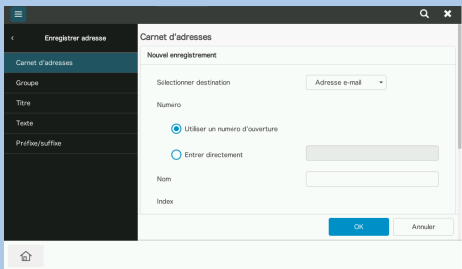 Enregistrer adresse
Carnet d'adresses
Groupe
Titre
Texte
Préfixe/suffixe
Carnet d'adresses
Nouvel enregistrement
Sélectionner destination
Adresse e-mail
Numéro
Utiliser un numéro d'ouverture
Entrer directement
Nom
Index
OK
Annuler